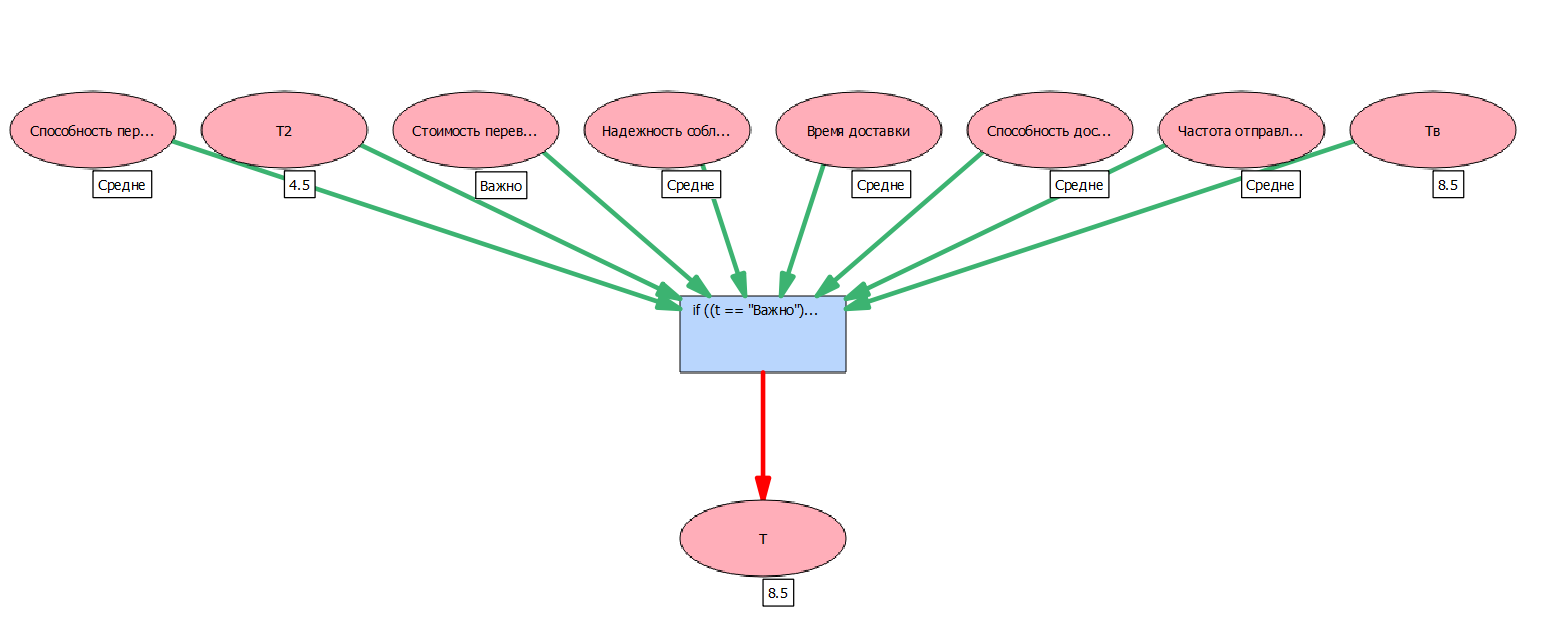 Способность пер...
T2
Стоимость перев...
Надежность собл...
Время доставки
Способность дос...
Частота отправл...
Тв
Средне
4.5
Важно
Средне
Средне
Средне
Средне
8.5
if ((t == "Важно")...
T
8.5